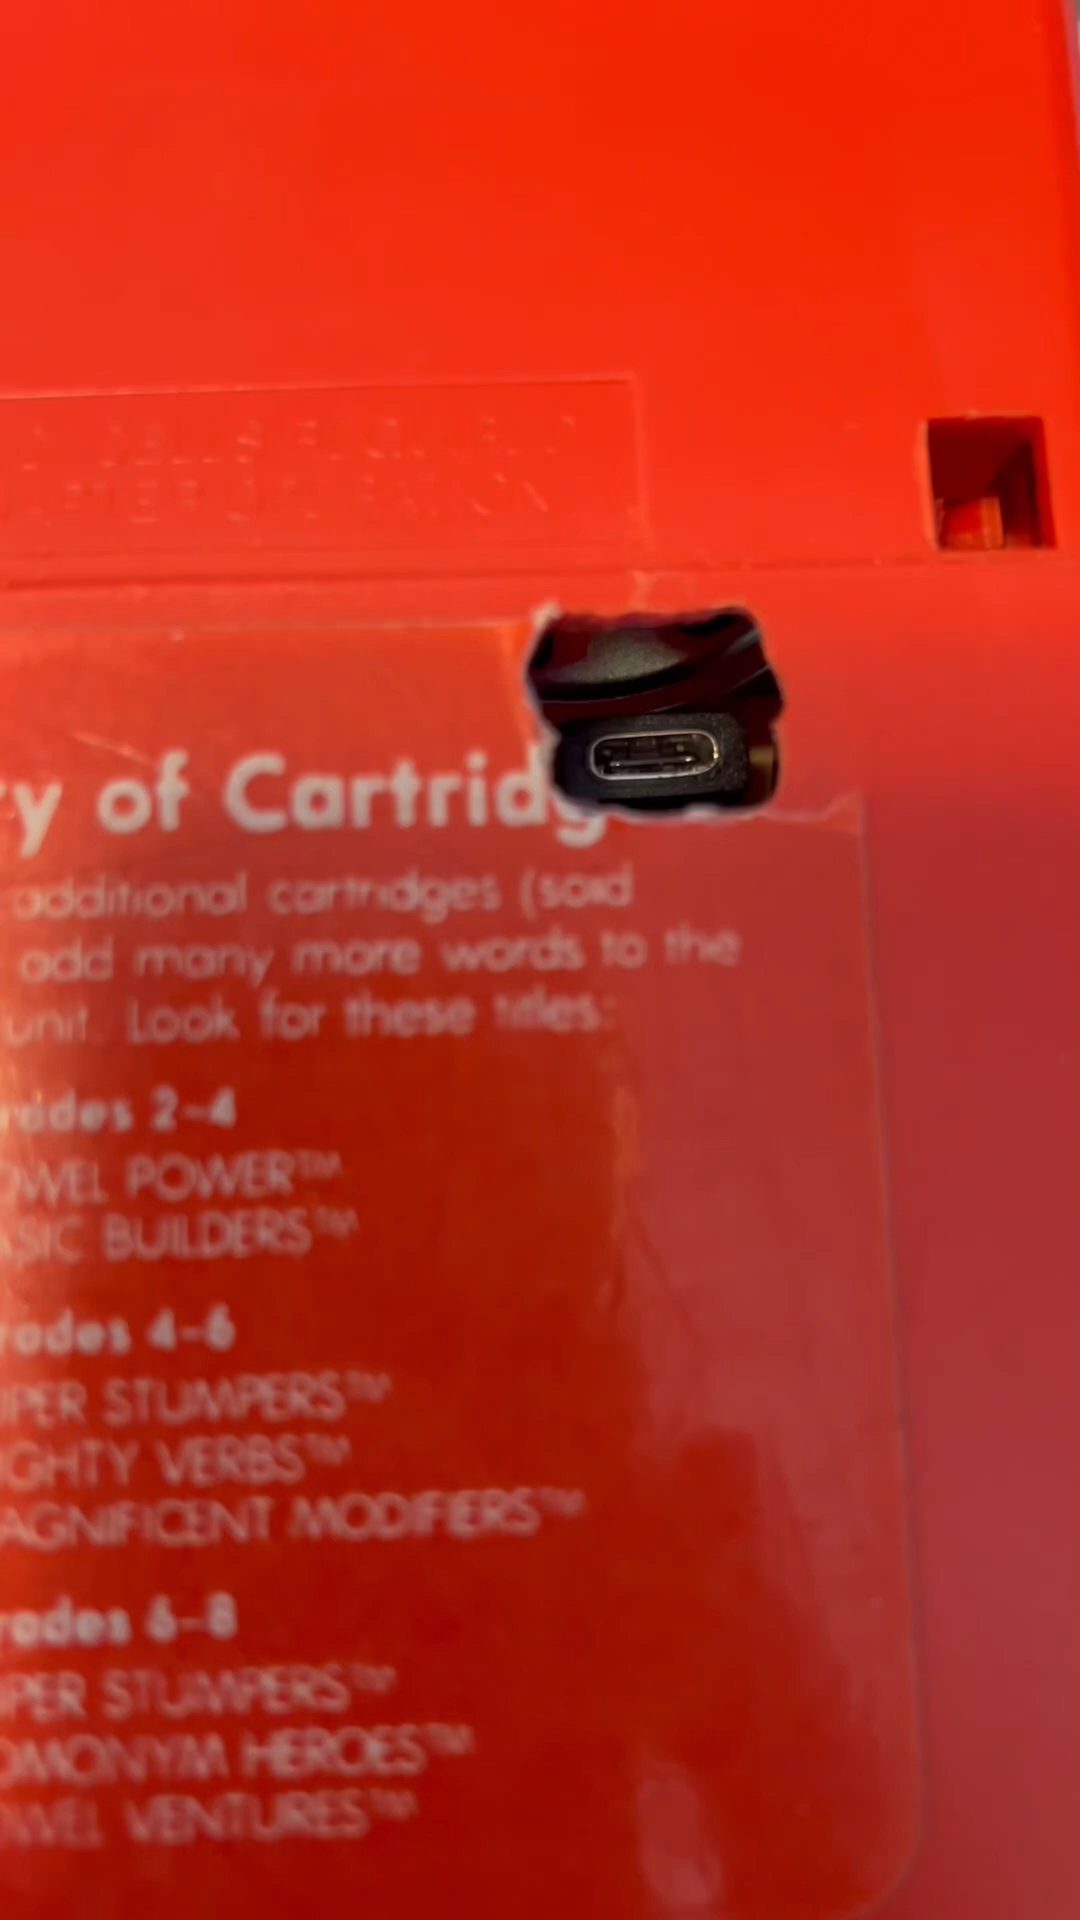 y of Cartridg
additional cartridges (sold
add many more words to the
unit. Look for these titles:
rades 2-4
OWEL POWER™
ASIC BUILDERS™
rades 4-6
UPER STUMPERS™
IGHTY VERBS™
AGNIFICENT MODIFIERS™
rades 6-8
PER STUMPERS™
OMONYM HEROES™
OWEL VENTURES™